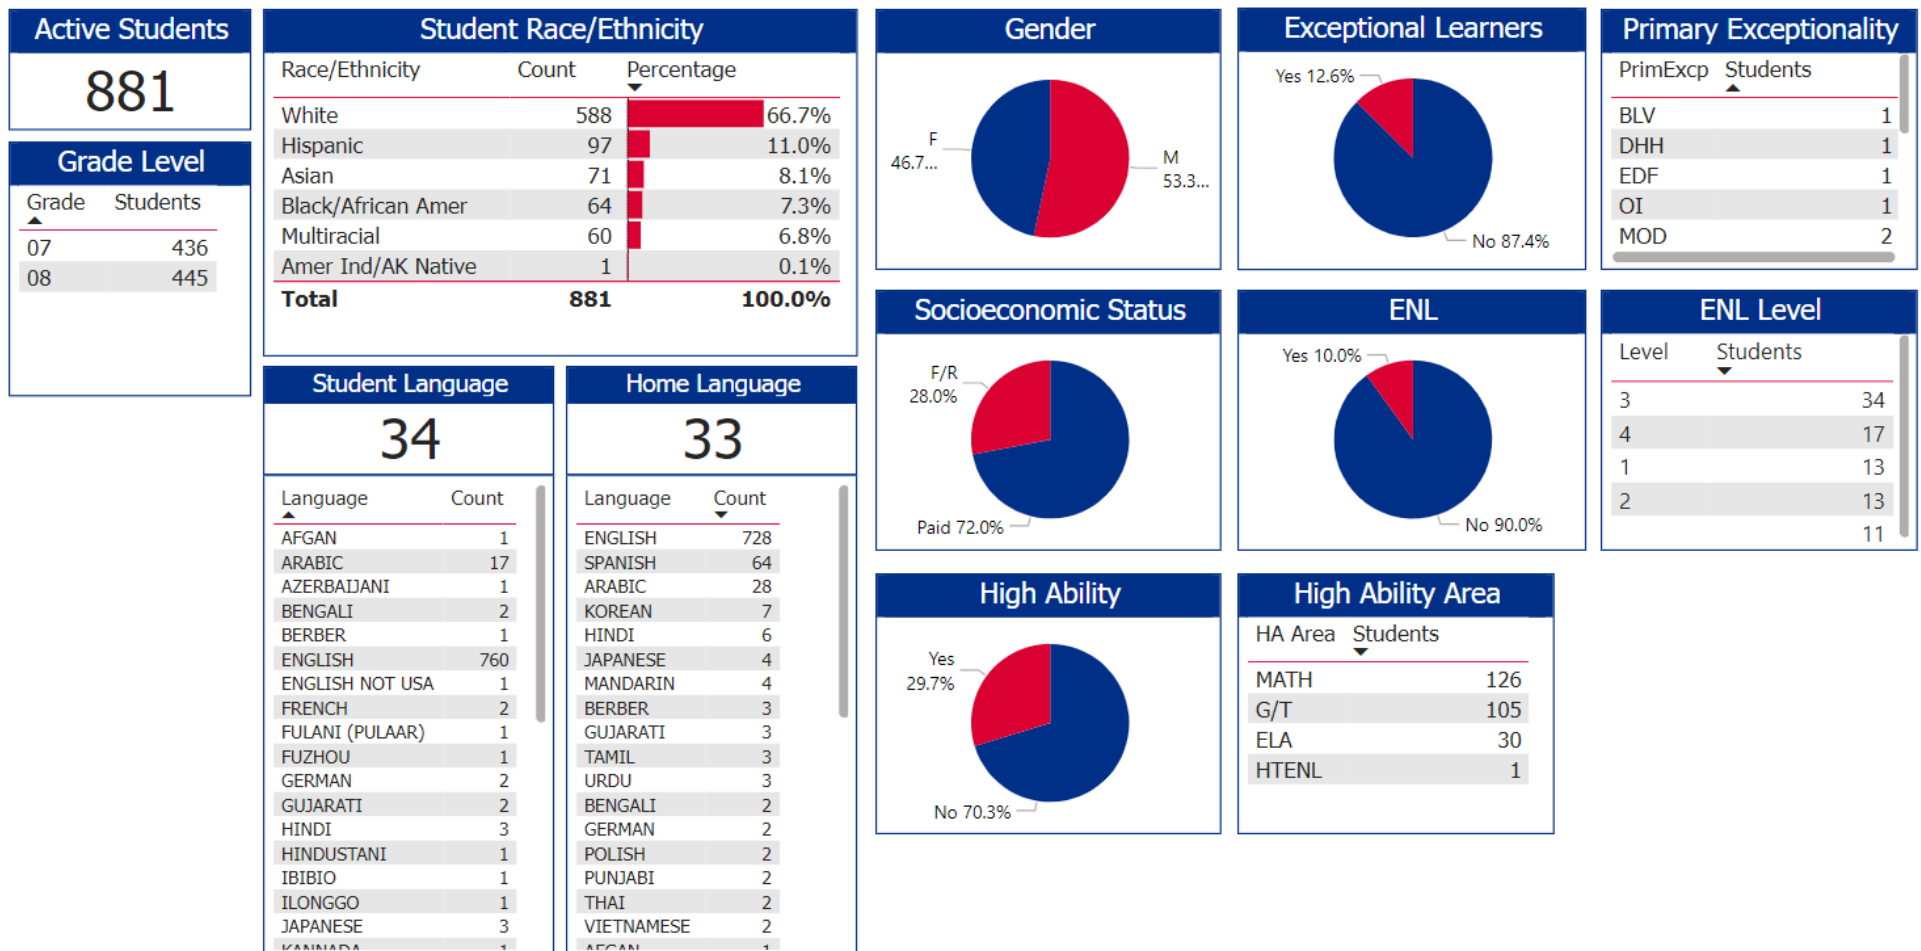 Active Students
881
Grade Level
Grade Students
07 436
08 445
Student Race/Ethnicity
Race/Ethnicity Count Percentage
White 588 66.7%
Hispanic 97 11.0%
Asian 71 8.1%
Black/African Amer 64 7.3%
Multiracial 60 6.8%
Amer Ind/AK Native 1 0.1%
Total 881 100.0%
Student Language
34
Language Count
AFGAN 1
ARABIC 17
AZERBAIJANI 1
BENGALI 2
BERBER 1
ENGLISH 760
ENGLISH NOT USA 1
FRENCH 2
FULANI (PULAAR) 1
FUZHOU 1
GERMAN 2
GUJARATI 2
HINDI 3
HINDUSTANI 1
IBIBIO 1
ILONGGO 1
JAPANESE 3
KANNADA 1
Home Language
33
Language Count
ENGLISH 728
SPANISH 64
ARABIC 28
KOREAN 7
HINDI 6
JAPANESE 4
MANDARIN 4
BERBER 3
GUJARATI 3
TAMIL 3
URDU 3
BENGALI 2
GERMAN 2
POLISH 2
PUNJABI 2
THAI 2
VIETNAMESE 2
AFGAN 1
Gender
F
46.7...
M
53.3...
Exceptional Learners
Yes 12.6%
No 87.4%
Primary Exceptionality
PrimExcp Students
BLV 1
DHH 1
EDF 1
OI 1
MOD 2
Socioeconomic Status
F/R
28.0%
Paid 72.0%
ENL
Yes 10.0%
No 90.0%
ENL Level
Level Students
3 34
4 17
1 13
2 13
11
High Ability
Yes
29.7%
No 70.3%
High Ability Area
HA Area Students
MATH 126
G/T 105
ELA 30
HTENL 1